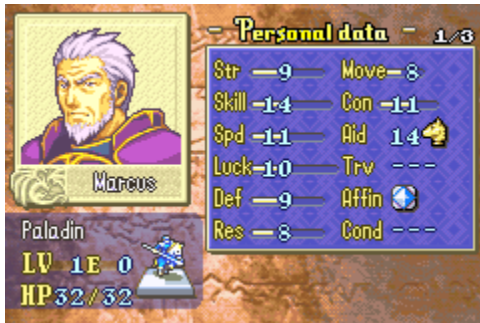 Personal data 1/3
Str 9 Move 8
Skill 14 Con 11
Spd 11 Aid 14
Luck 10 Trv ---
Marcus
Def 9 Affin
Res 8 Cond ---
Paladin
LV 1 E 0
HP 32/32